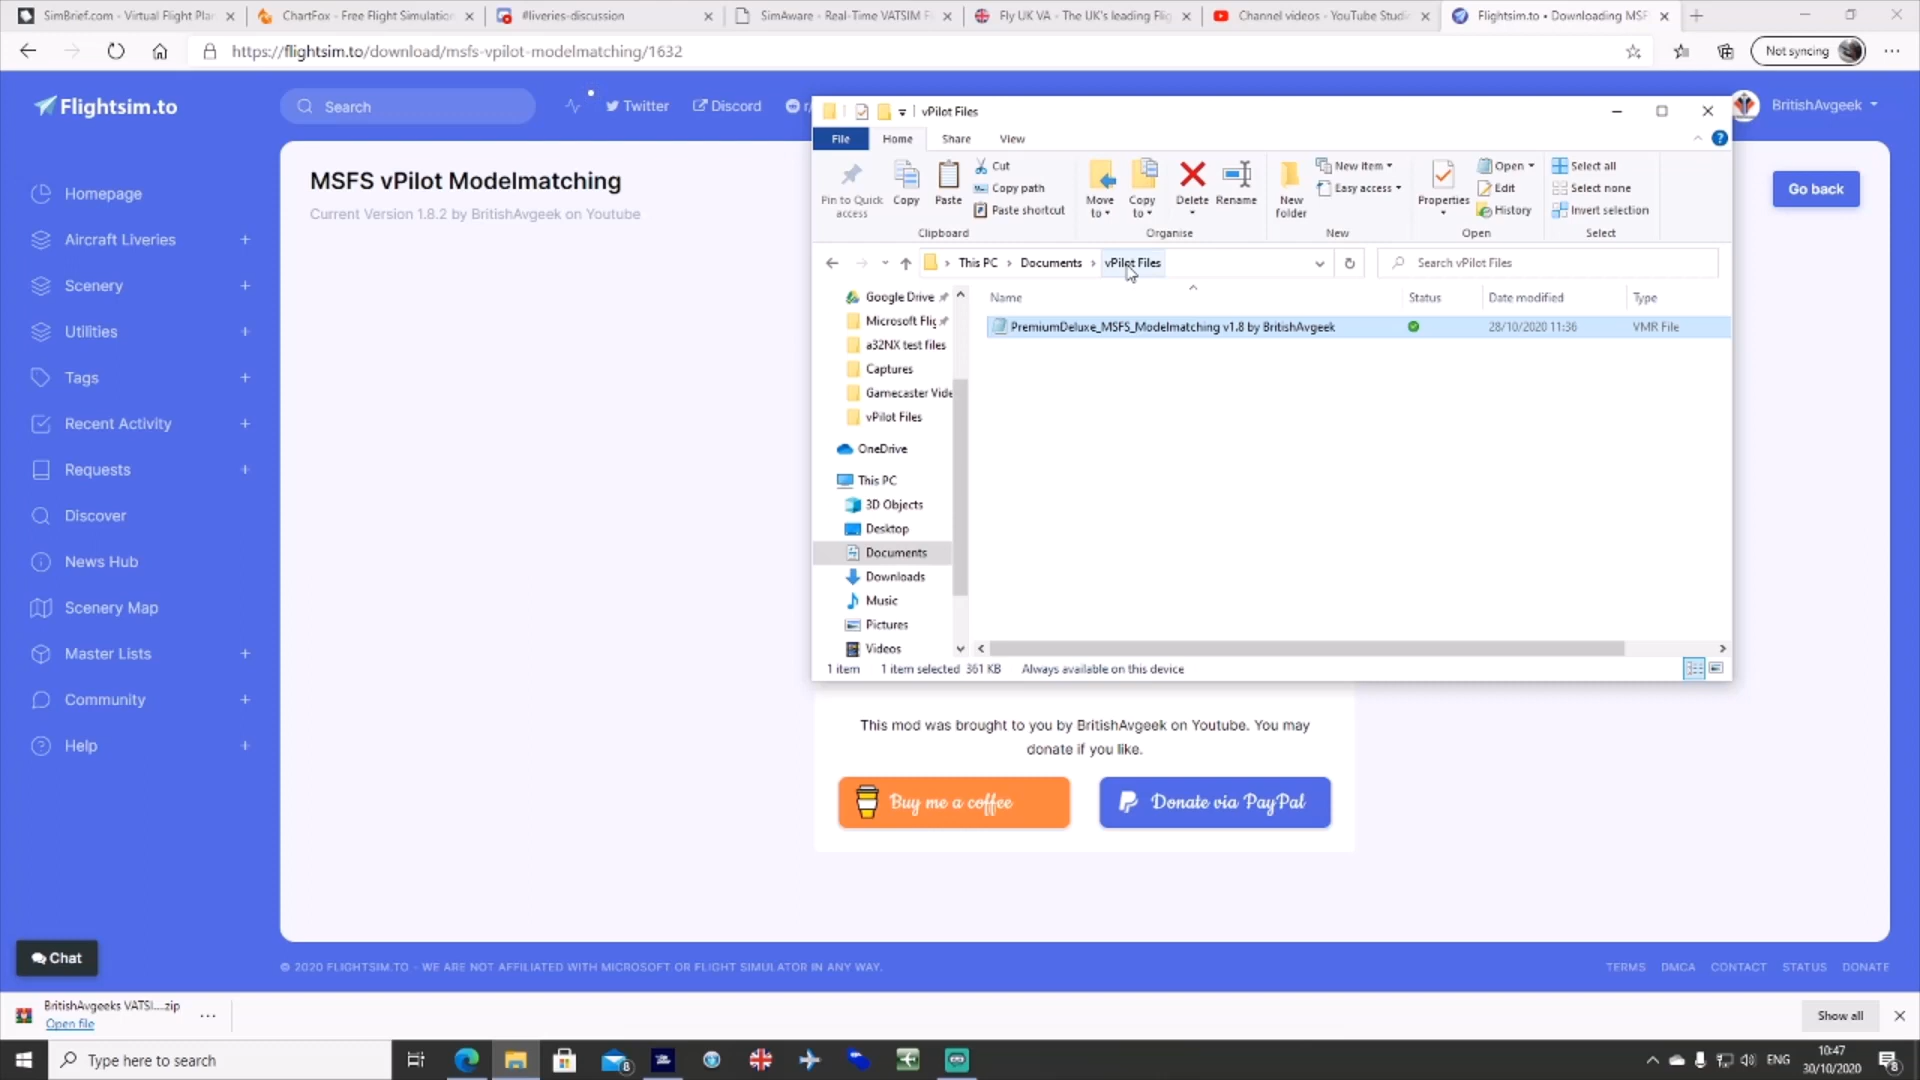 SimBrief.com - Virtual Flight Plan
ChartFox - Free Flight Simulation
#liveries-discussion
SimAware - Real-Time VATSIM F
Fly UK VA - The UK's leading Flig
Channel videos - YouTube Studi
Flightsim.to • Downloading MSF
https://flightsim.to/download/msfs-vpilot-modelmatching/1632
Not syncing
Flightsim.to
Search
Twitter
Discord
BritishAvgeek
Homepage
Aircraft Liveries
Scenery
Utilities
Tags
Recent Activity
Requests
Discover
News Hub
Scenery Map
Master Lists
Community
Help
MSFS vPilot Modelmatching
Current Version 1.8.2 by BritishAvgeek on Youtube
Go back
vPilot Files
File
Home
Share
View
Pin to Quick access
Copy
Paste
Cut
Copy path
Paste shortcut
Clipboard
Move to
Copy to
Delete
Rename
Organise
New folder
New item
Easy access
New
Properties
Open
Edit
History
Open
Select all
Select none
Invert selection
Select
This PC
Documents
vPilot Files
Search vPilot Files
Google Drive
Microsoft Flig
a32NX test files
Captures
Gamecaster Vide
vPilot Files
OneDrive
This PC
3D Objects
Desktop
Documents
Downloads
Music
Pictures
Videos
Name
Status
Date modified
Type
PremiumDeluxe_MSFS_Modelmatching v1.8 by BritishAvgeek
28/10/2020 11:36
VMR File
1 item
1 item selected 361 KB
Always available on this device
This mod was brought to you by BritishAvgeek on Youtube. You may
donate if you like.
Buy me a coffee
Donate via PayPal
Chat
© 2020 FLIGHTSIM.TO - WE ARE NOT AFFILIATED WITH MICROSOFT OR FLIGHT SIMULATOR IN ANY WAY.
TERMS
DMCA
CONTACT
STATUS
DONATE
BritishAvgeeks VATSI....zip
Open file
Show all
Type here to search
8
ENG
10:47
30/10/2020
8